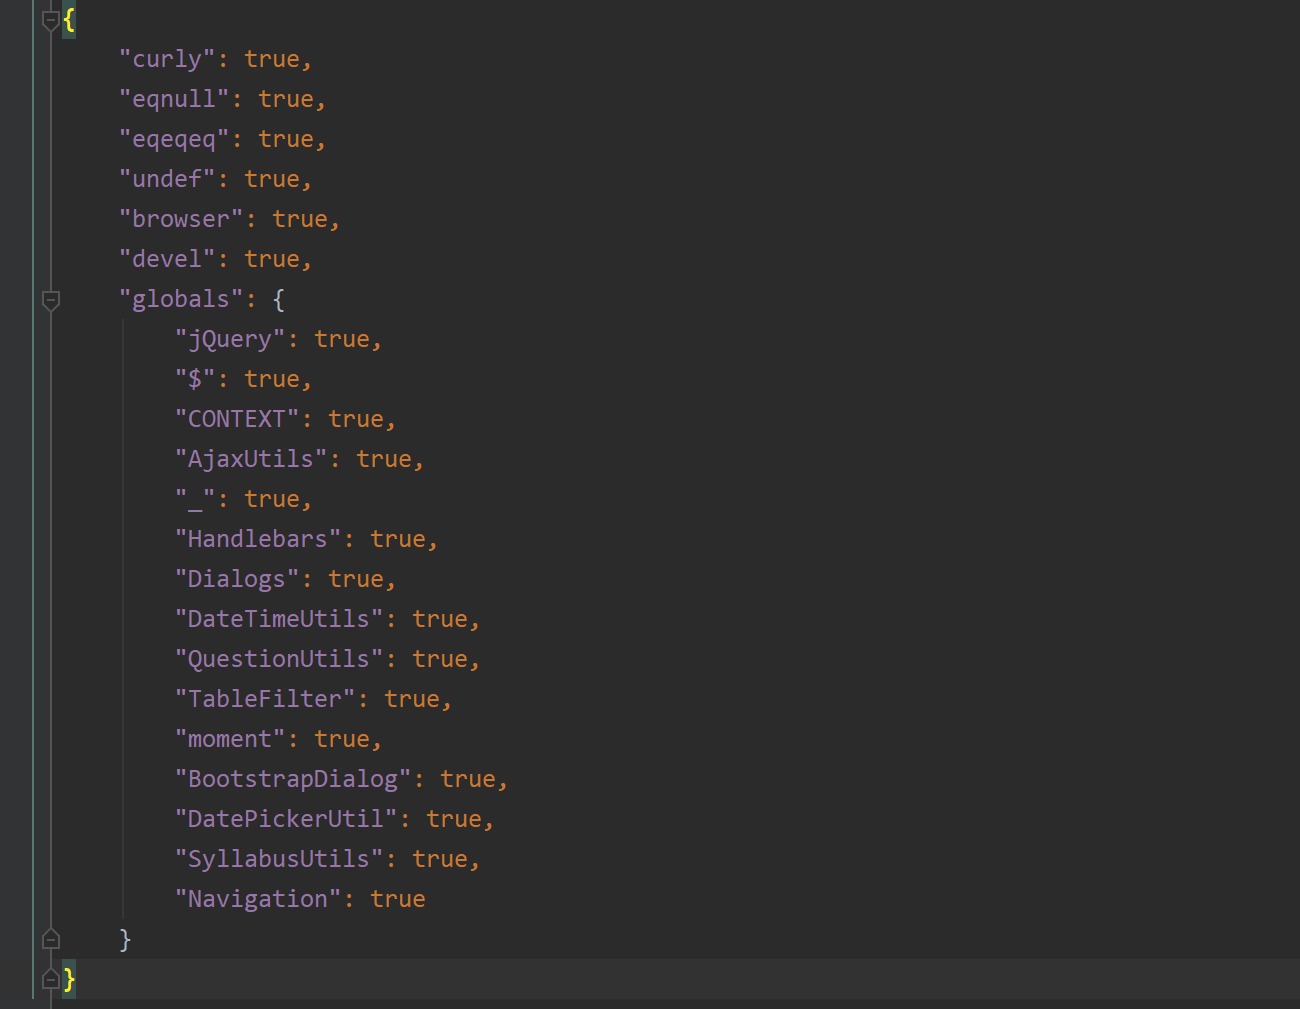 {
    "curly": true,
    "eqnull": true,
    "eqeqeq": true,
    "undef": true,
    "browser": true,
    "devel": true,
    "globals": {
        "jQuery": true,
        "$": true,
        "CONTEXT": true,
        "AjaxUtils": true,
        "_": true,
        "Handlebars": true,
        "Dialogs": true,
        "DateTimeUtils": true,
        "QuestionUtils": true,
        "TableFilter": true,
        "moment": true,
        "BootstrapDialog": true,
        "DatePickerUtil": true,
        "SyllabusUtils": true,
        "Navigation": true
    }
}